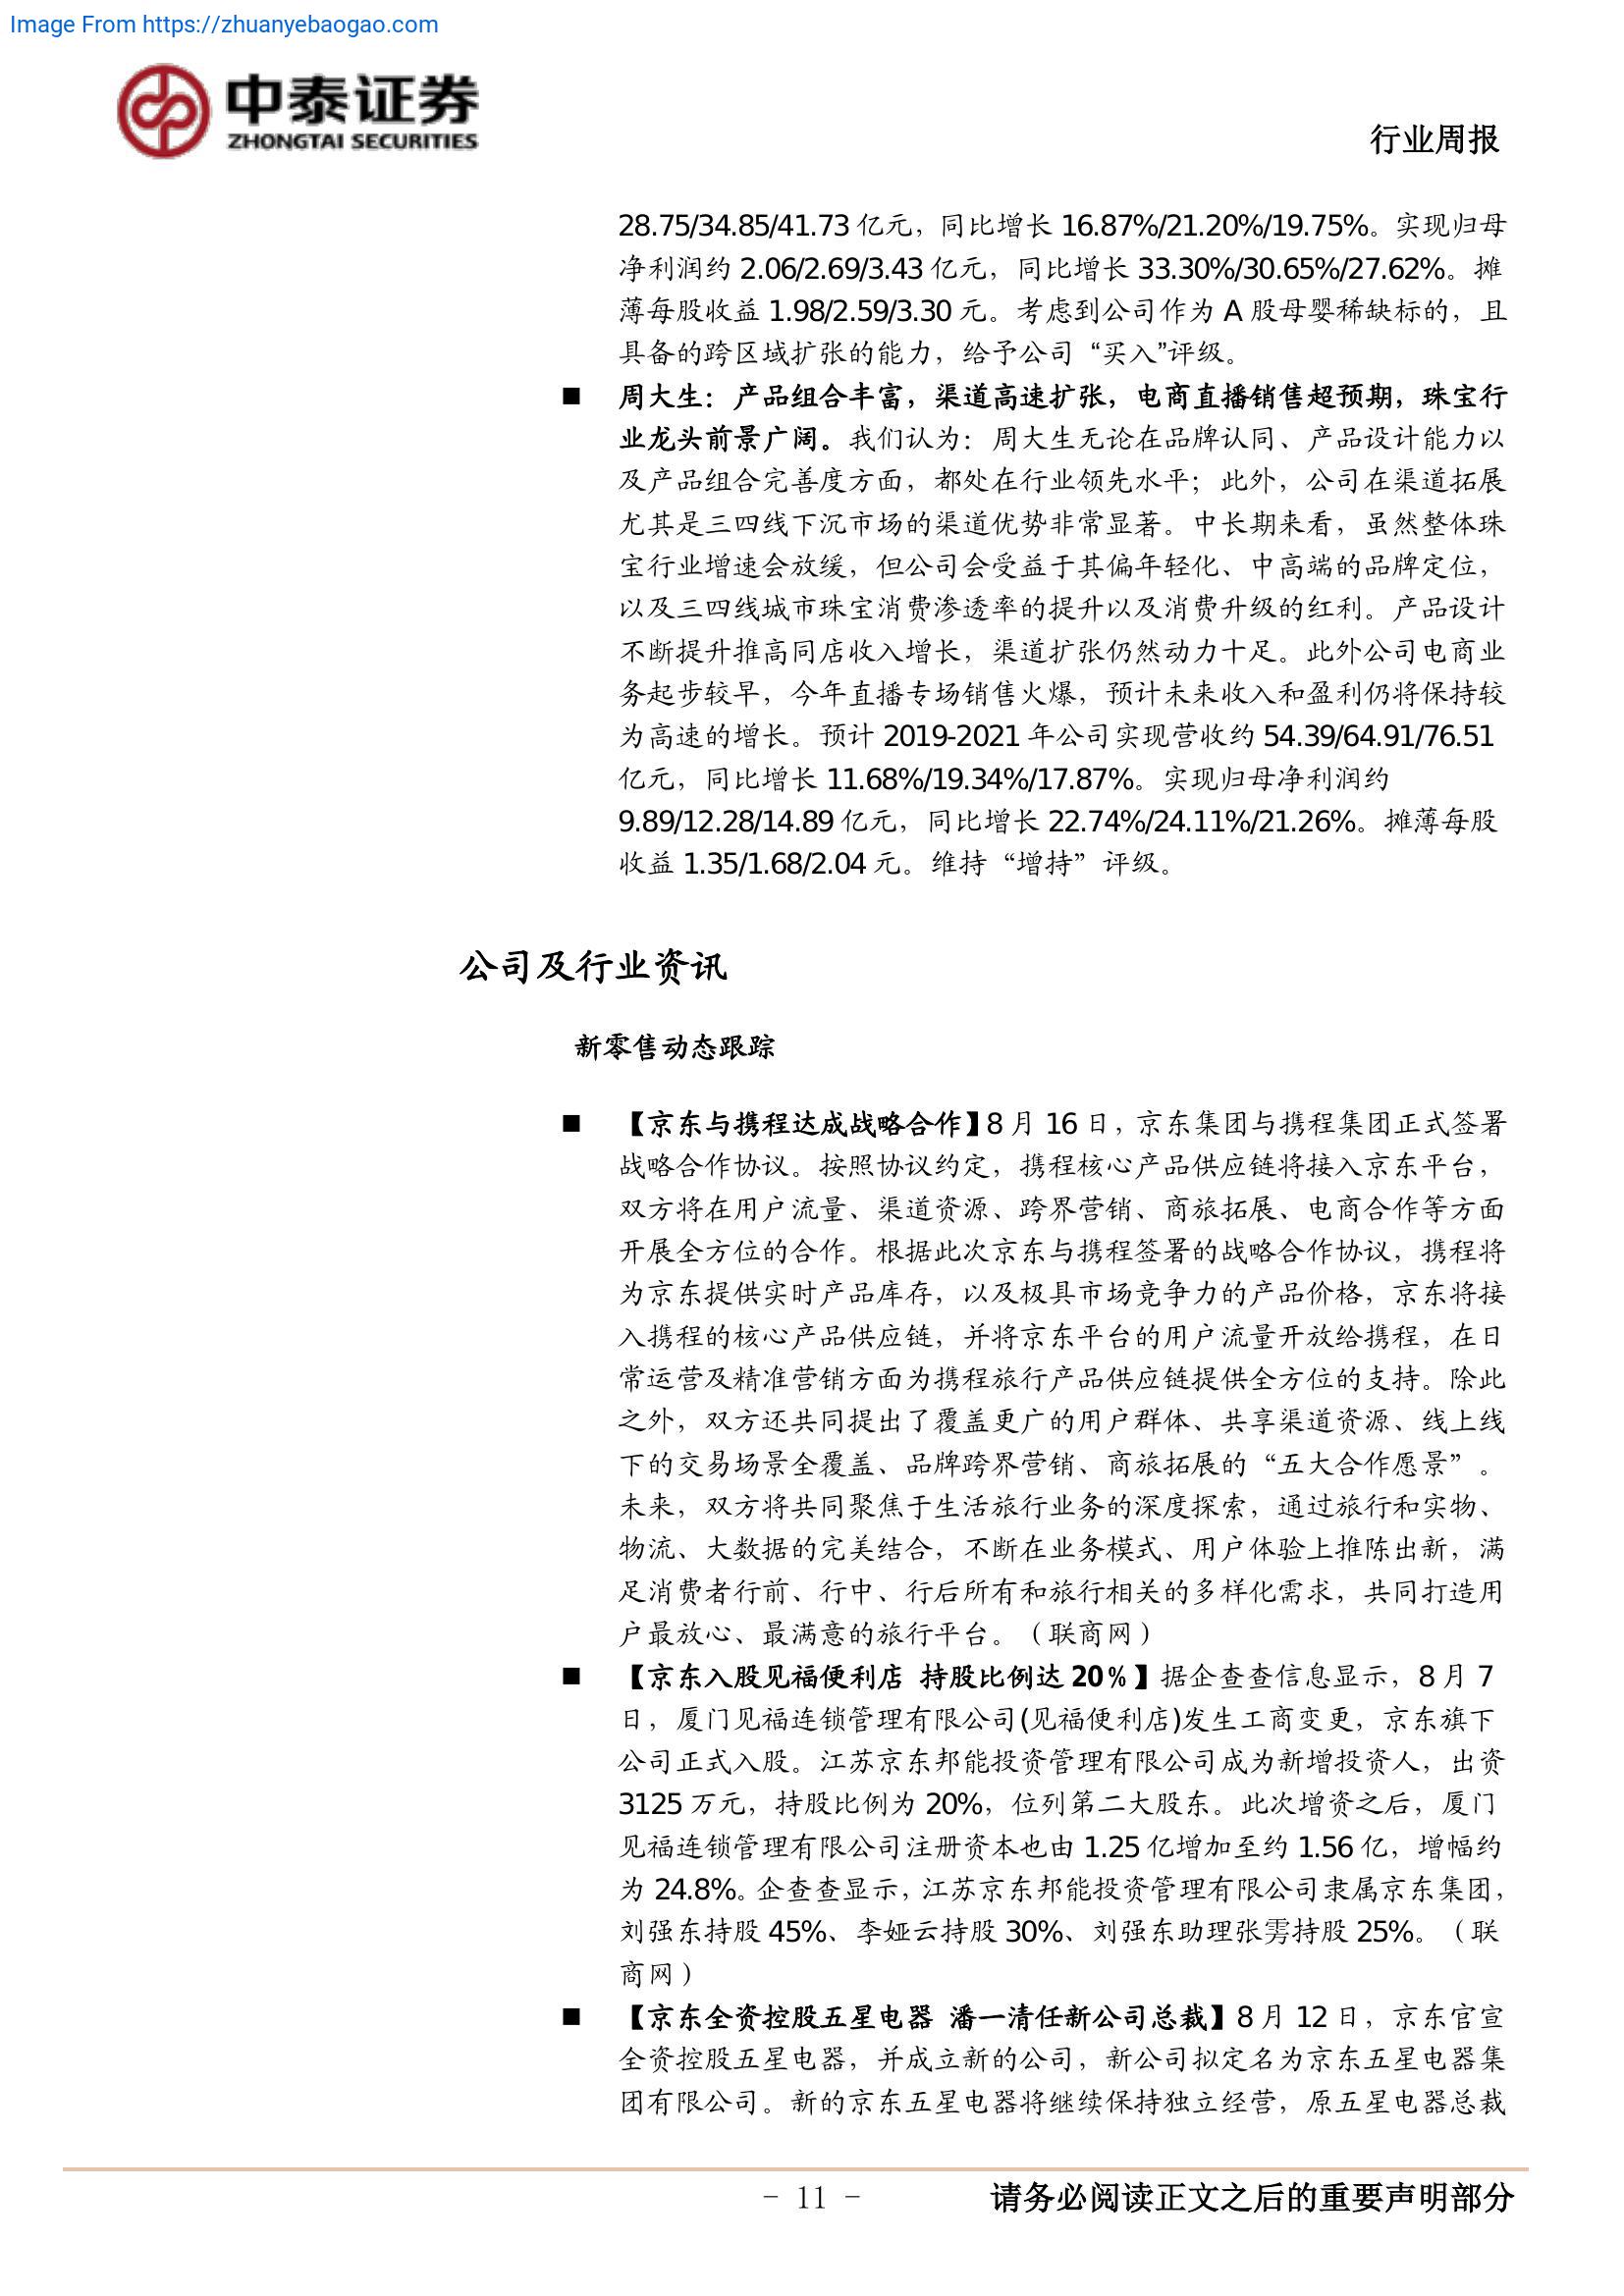 Image From https://zhuanyebaogao.com
中泰证券
ZHONGTAI SECURITIES
行业周报
28.75/34.85/41.73 亿元，同比增长 16.87%/21.20%/19.75%。实现归母
净利润约 2.06/2.69/3.43 亿元，同比增长 33.30%/30.65%/27.62%。摊
薄每股收益 1.98/2.59/3.30 元。考虑到公司作为 A 股母婴稀缺标的，且
具备的跨区域扩张的能力，给予公司 “买入”评级。
■ 周大生：产品组合丰富，渠道高速扩张，电商直播销售超预期，珠宝行
业龙头前景广阔。我们认为：周大生无论在品牌认同、产品设计能力以
及产品组合完善度方面，都处在行业领先水平；此外，公司在渠道拓展
尤其是三四线下沉市场的渠道优势非常显著。中长期来看，虽然整体珠
宝行业增速会放缓，但公司会受益于其偏年轻化、中高端的品牌定位，
以及三四线城市珠宝消费渗透率的提升以及消费升级的红利。产品设计
不断提升推高同店收入增长，渠道扩张仍然动力十足。此外公司电商业
务起步较早，今年直播专场销售火爆，预计未来收入和盈利仍将保持较
为高速的增长。预计 2019-2021 年公司实现营收约 54.39/64.91/76.51
亿元，同比增长 11.68%/19.34%/17.87%。实现归母净利润约
9.89/12.28/14.89 亿元，同比增长 22.74%/24.11%/21.26%。摊薄每股
收益 1.35/1.68/2.04 元。维持“增持”评级。
公司及行业资讯
新零售动态跟踪
■ 【京东与携程达成战略合作】8 月 16 日，京东集团与携程集团正式签署
战略合作协议。按照协议约定，携程核心产品供应链将接入京东平台，
双方将在用户流量、渠道资源、跨界营销、商旅拓展、电商合作等方面
开展全方位的合作。根据此次京东与携程签署的战略合作协议，携程将
为京东提供实时产品库存，以及极具市场竞争力的产品价格，京东将接
入携程的核心产品供应链，并将京东平台的用户流量开放给携程，在日
常运营及精准营销方面为携程旅行产品供应链提供全方位的支持。除此
之外，双方还共同提出了覆盖更广的用户群体、共享渠道资源、线上线
下的交易场景全覆盖、品牌跨界营销、商旅拓展的“五大合作愿景”。
未来，双方将共同聚焦于生活旅行业务的深度探索，通过旅行和实物、
物流、大数据的完美结合，不断在业务模式、用户体验上推陈出新，满
足消费者行前、行中、行后所有和旅行相关的多样化需求，共同打造用
户最放心、最满意的旅行平台。（联商网）
■ 【京东入股见福便利店 持股比例达 20％】据企查查信息显示，8 月 7
日，厦门见福连锁管理有限公司(见福便利店)发生工商变更，京东旗下
公司正式入股。江苏京东邦能投资管理有限公司成为新增投资人，出资
3125 万元，持股比例为 20%，位列第二大股东。此次增资之后，厦门
见福连锁管理有限公司注册资本也由 1.25 亿增加至约 1.56 亿，增幅约
为 24.8%。企查查显示，江苏京东邦能投资管理有限公司隶属京东集团，
刘强东持股 45%、李娅云持股 30%、刘强东助理张雱持股 25%。（联
商网）
■ 【京东全资控股五星电器 潘一清任新公司总裁】8 月 12 日，京东官宣
全资控股五星电器，并成立新的公司，新公司拟定名为京东五星电器集
团有限公司。新的京东五星电器将继续保持独立经营，原五星电器总裁
- 11 -
请务必阅读正文之后的重要声明部分